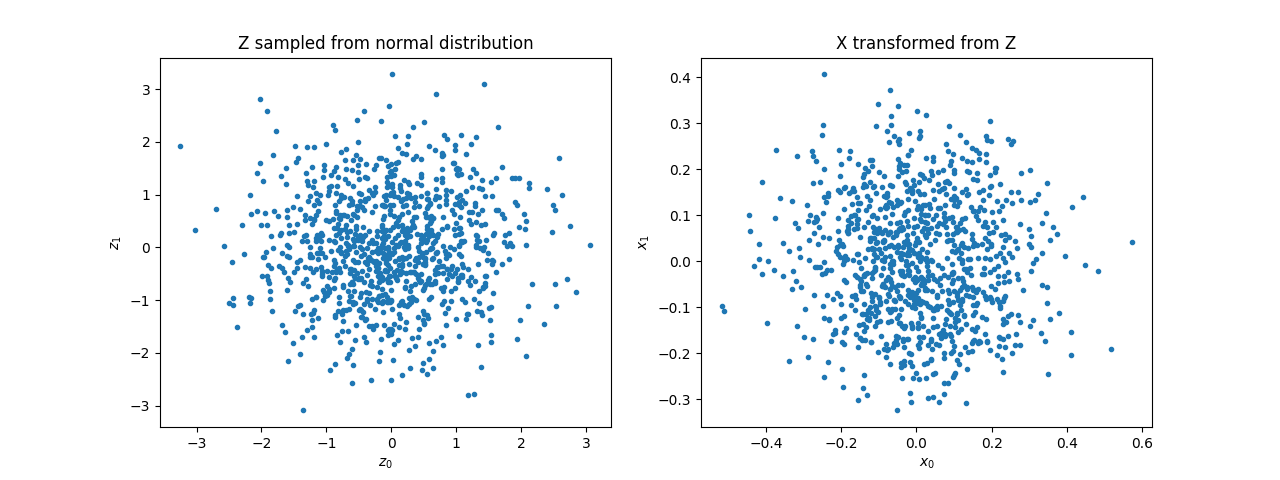 Z sampled from normal distribution
3
2
1
0
−1
−2
−3
z₁
−3 −2 −1 0 1 2 3
z₀
X transformed from Z
0.4
0.3
0.2
0.1
0.0
−0.1
−0.2
−0.3
x₁
−0.4 −0.2 0.0 0.2 0.4 0.6
x₀